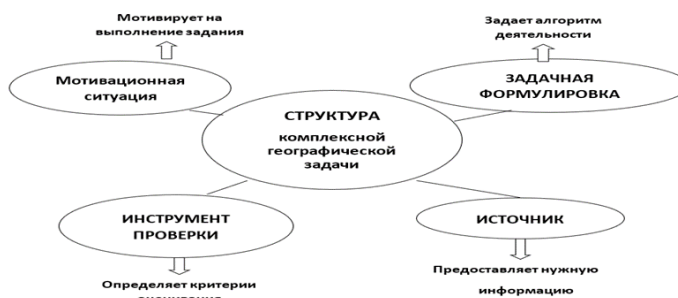 Мотивирует на
выполнение задания
Задает алгоритм
деятельности
Мотивационная
ситуация
ЗАДАЧНАЯ
ФОРМУЛИРОВКА
СТРУКТУРА
комплексной
географической
задачи
ИНСТРУМЕНТ
ПРОВЕРКИ
ИСТОЧНИК
Определяет критерии
Предоставляет нужную
информацию